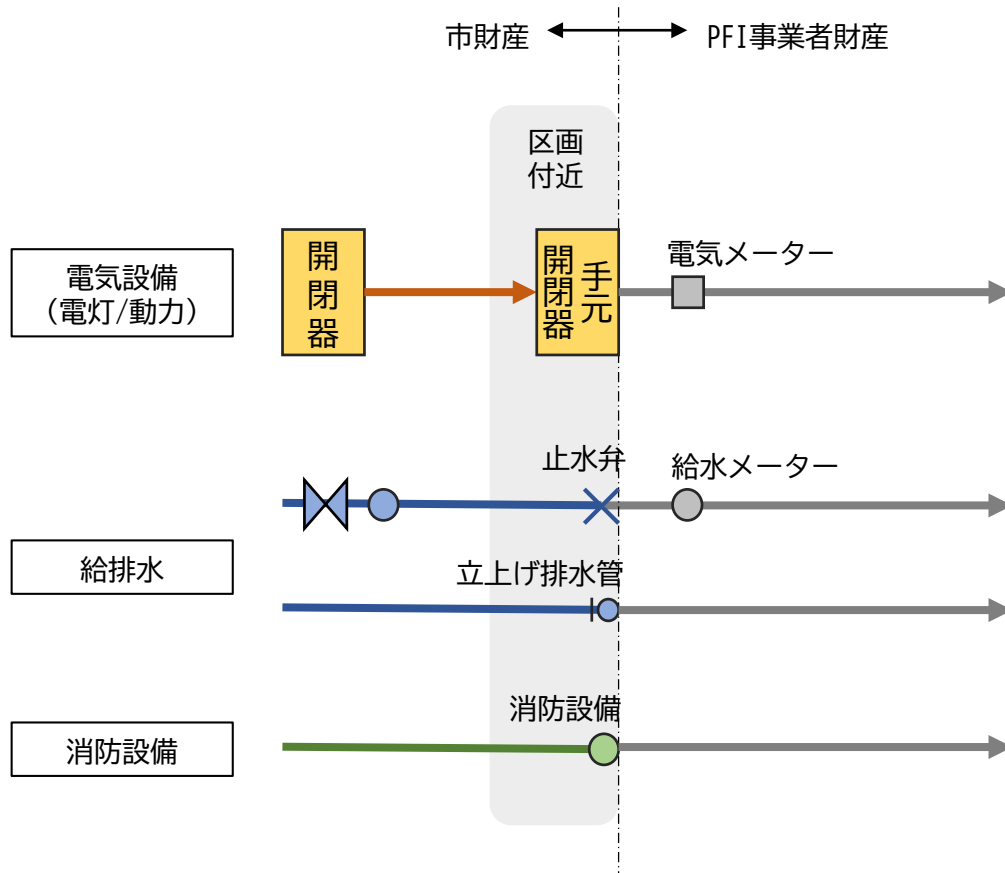 市財産
PFI事業者財産
区画
付近
電気設備
(電灯/動力)
開閉器
手元
開閉器
電気メーター
給排水
止水弁
給水メーター
立上げ排水管
消防設備
消防設備